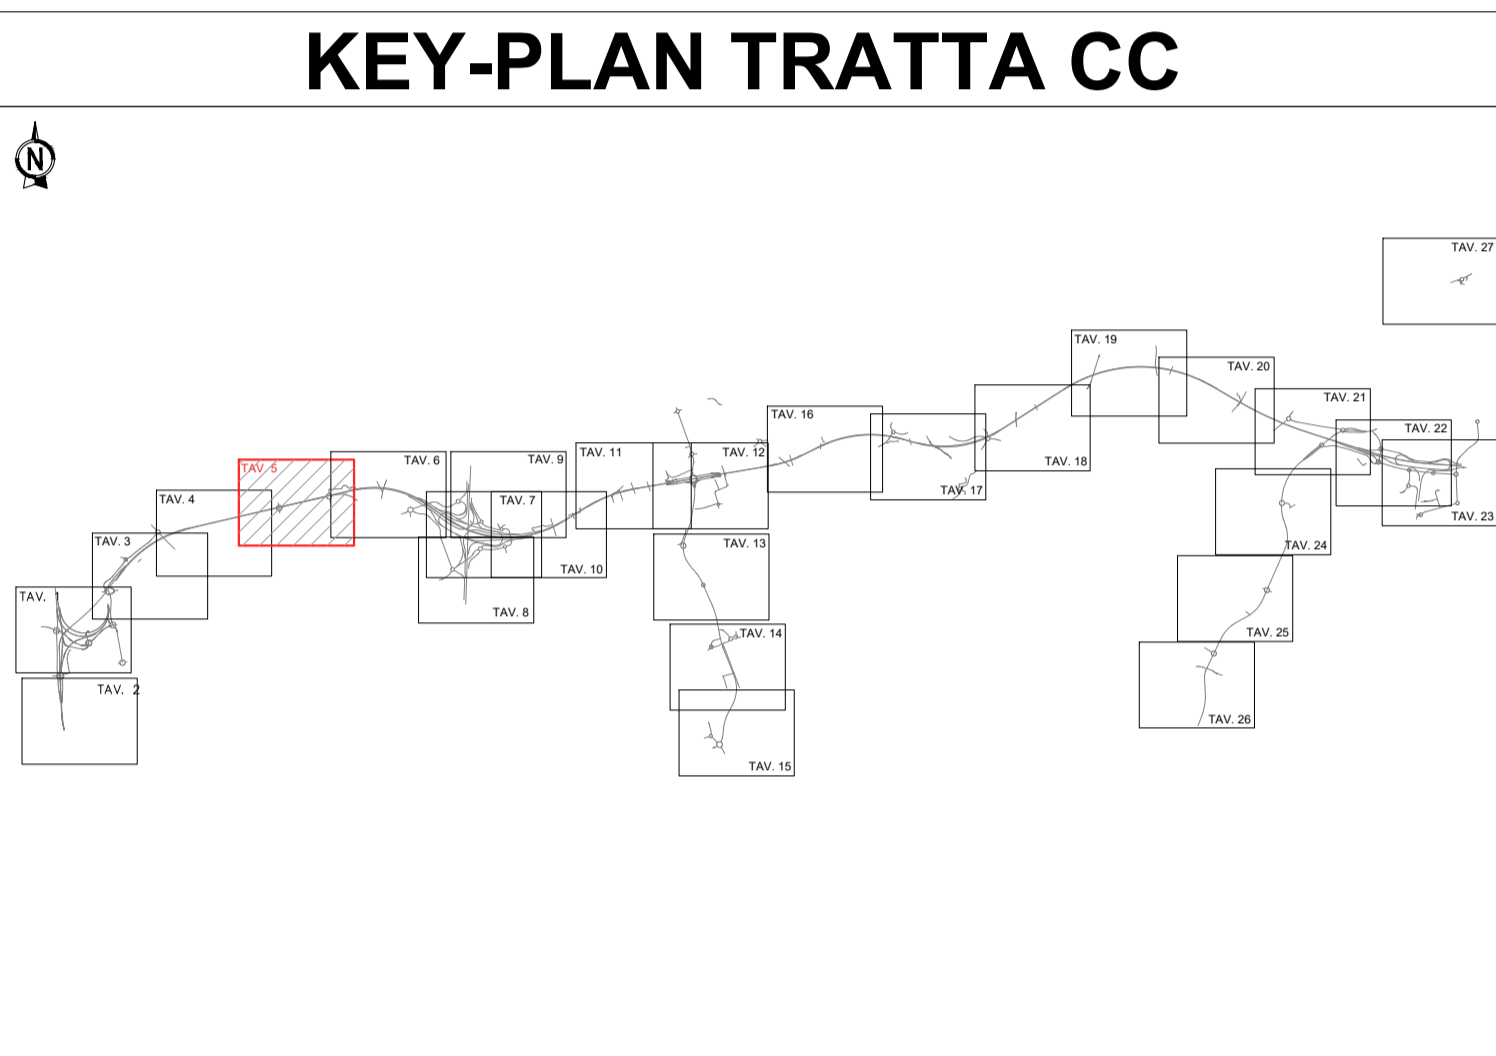 KEY-PLAN TRATTA CC
N
TAV. 27
TAV. 19
TAV. 20
TAV. 21
TAV. 16
TAV. 22
TAV. 11
TAV. 12
TAV. 6
TAV. 9
TAV. 18
TAV. 5
TAV. 17
TAV. 4
TAV. 7
TAV. 23
TAV. 3
TAV. 13
TAV. 24
TAV. 10
TAV. 1
TAV. 8
TAV. 14
TAV. 25
TAV. 2
TAV. 26
TAV. 15